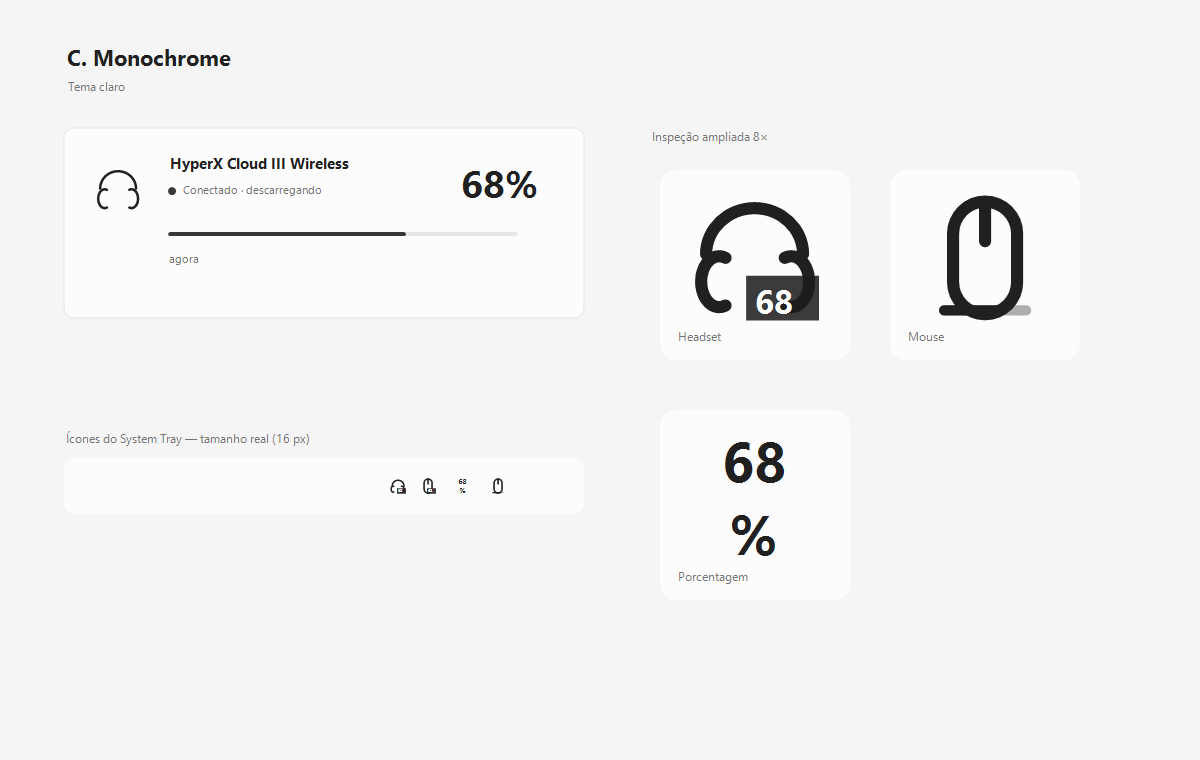 C. Monochrome
Tema claro
HyperX Cloud III Wireless
Conectado · descarregando
68%
agora
Inspeção ampliada 8×
68
Headset
Mouse
Ícones do System Tray — tamanho real (16 px)
68
%
68
%
Porcentagem